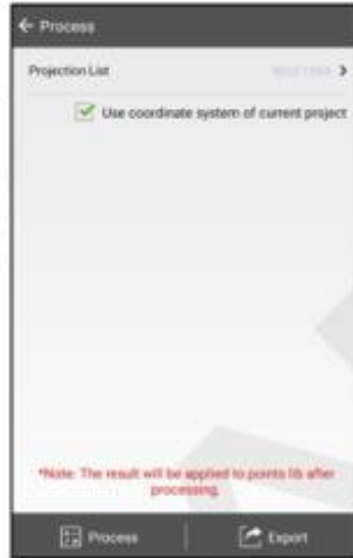 Process
Projection List
Use coordinate system of current project
*Note: The result will be applied to points lib after
processing.
Process
Export